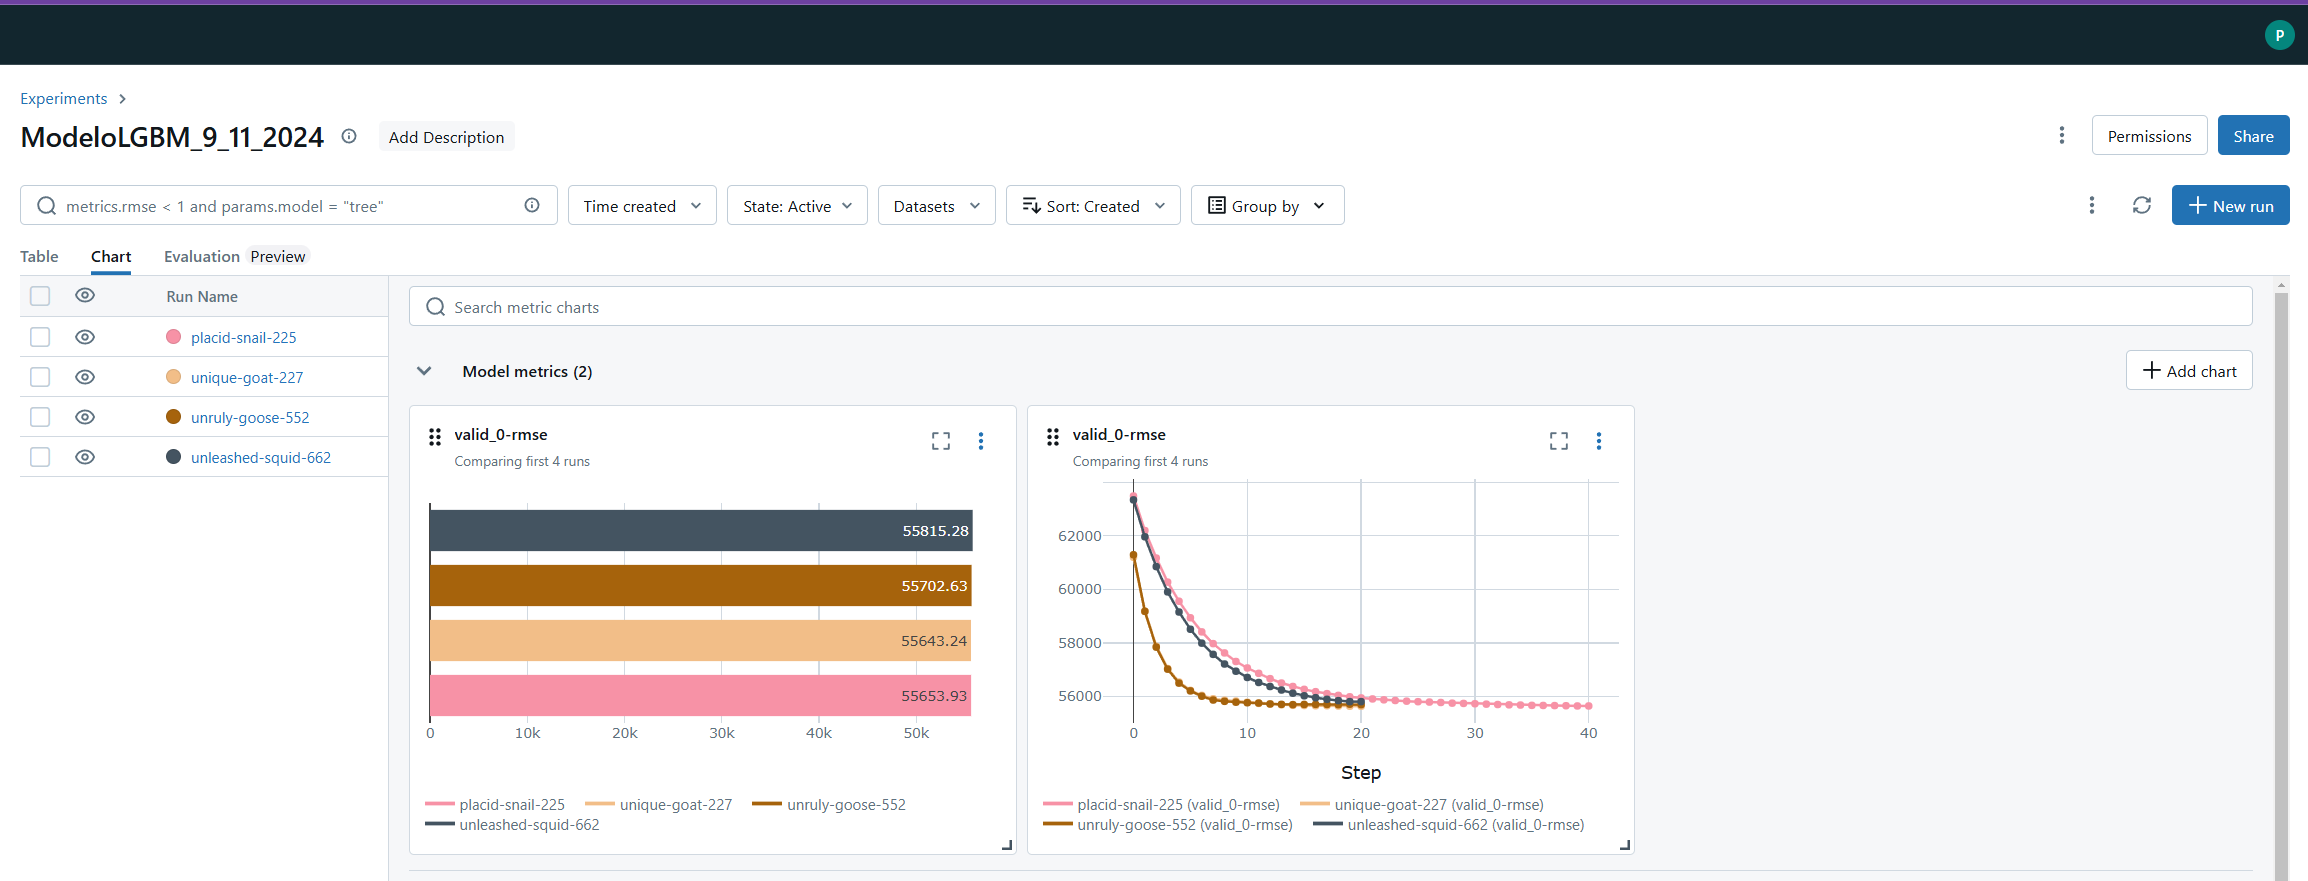 P
Experiments
ModeloLGBM_9_11_2024
Add Description
Permissions
Share
metrics.rmse < 1 and params.model = "tree"
Time created
State: Active
Datasets
Sort: Created
Group by
New run
Table
Chart
Evaluation
Preview
Run Name
placid-snail-225
unique-goat-227
unruly-goose-552
unleashed-squid-662
Search metric charts
Model metrics (2)
Add chart
valid_0-rmse
Comparing first 4 runs
55815.28
55702.63
55643.24
55653.93
0 10k 20k 30k 40k 50k
placid-snail-225 unique-goat-227 unruly-goose-552
unleashed-squid-662
valid_0-rmse
Comparing first 4 runs
62000
60000
58000
56000
0 10 20 30 40
Step
placid-snail-225 (valid_0-rmse) unique-goat-227 (valid_0-rmse)
unruly-goose-552 (valid_0-rmse) unleashed-squid-662 (valid_0-rmse)